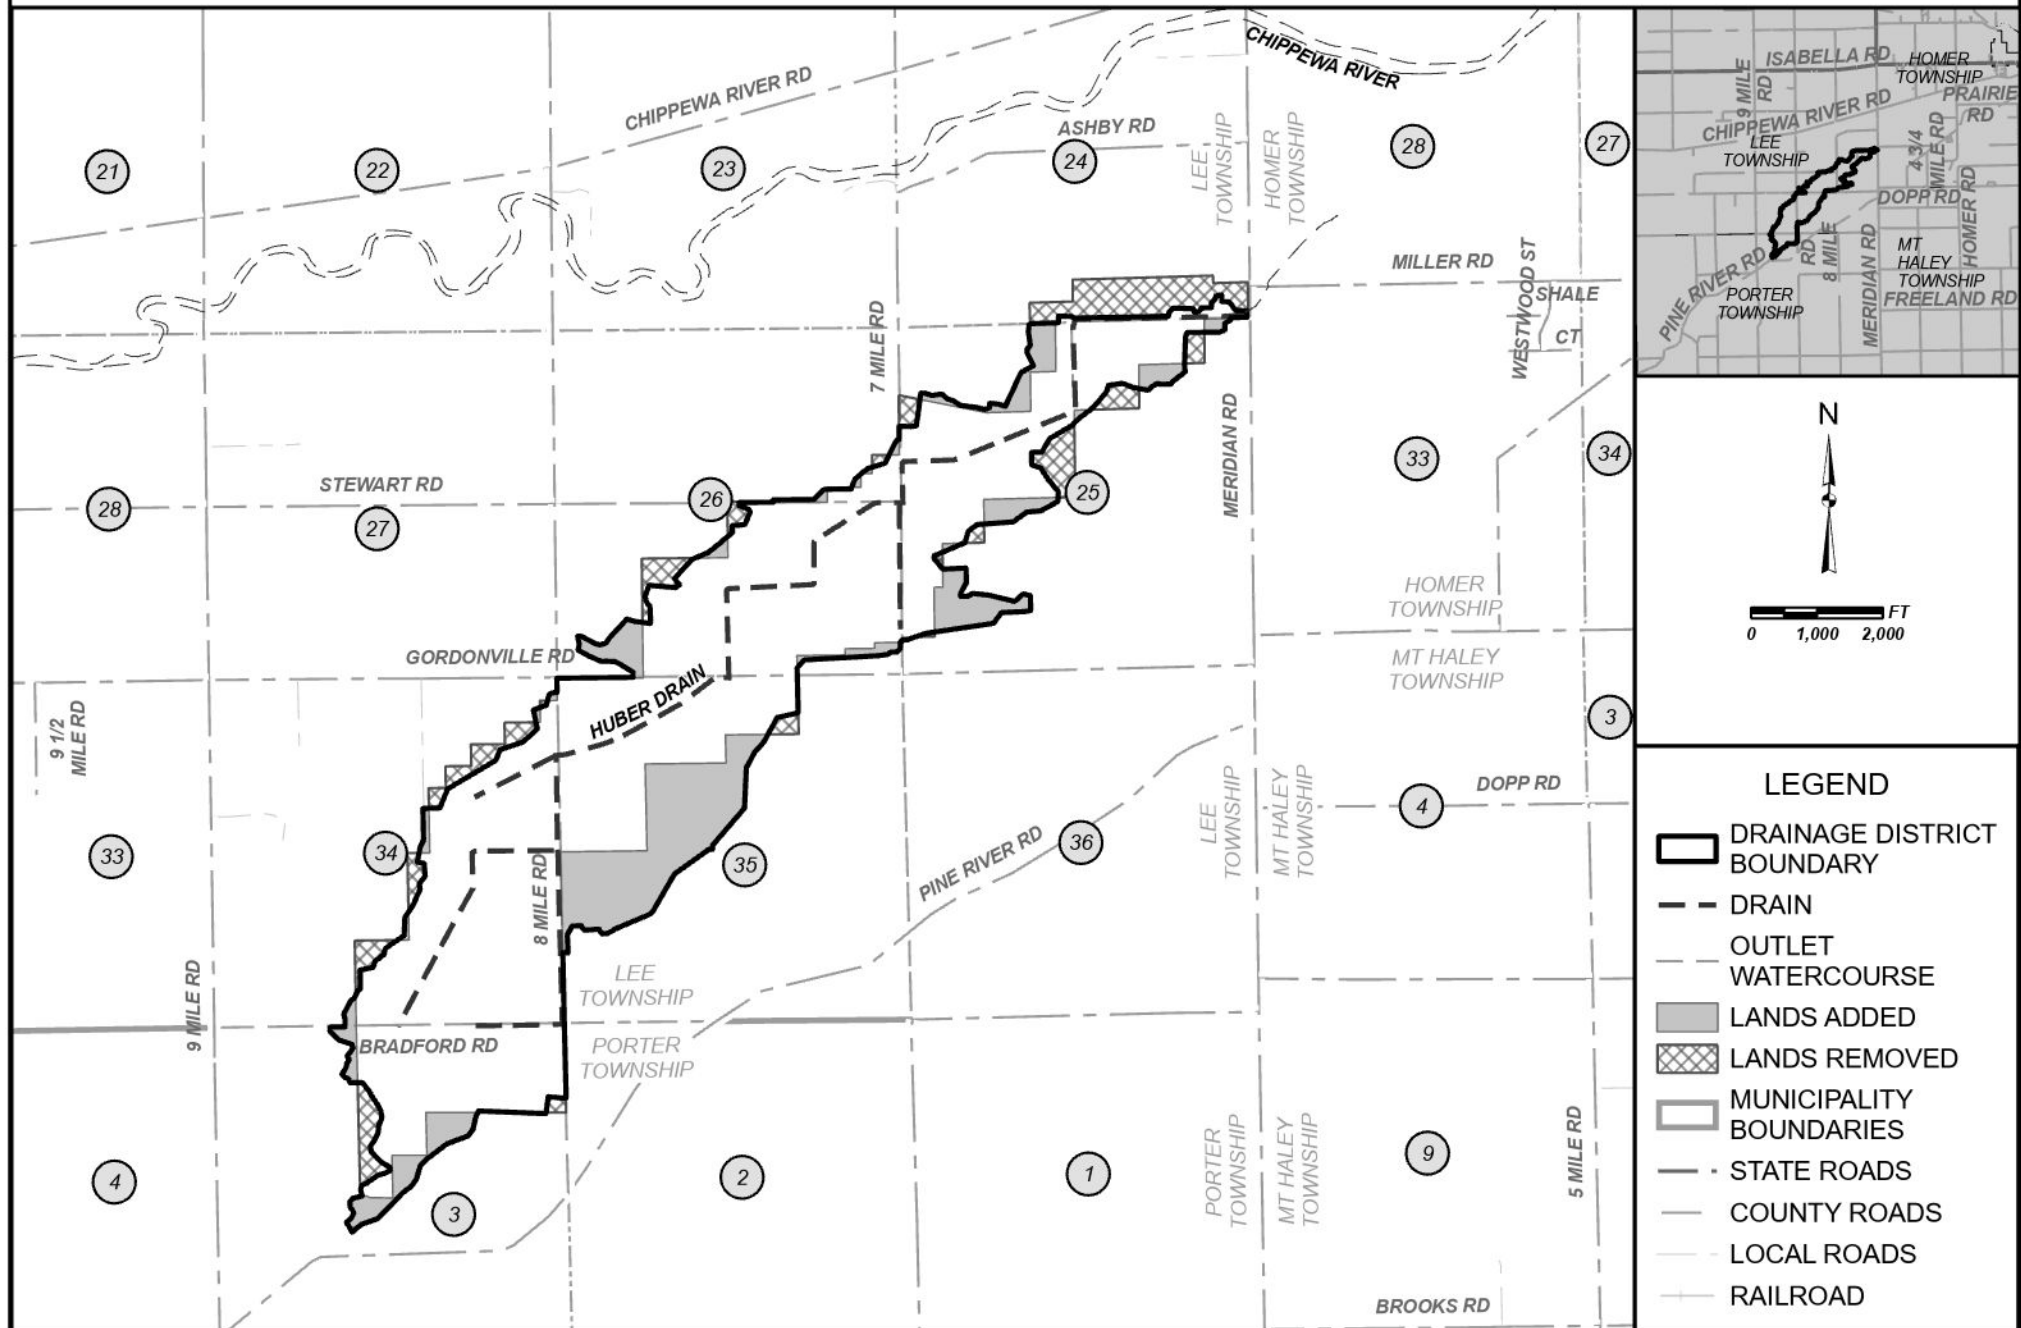 CHIPPEWA RIVER
CHIPPEWA RIVER RD
ASHBY RD
21
22
23
24
28
27
LEE
TOWNSHIP
HOMER
TOWNSHIP
MILLER RD
WESTWOOD ST
SHALE
CT
7 MILE RD
MERIDIAN RD
STEWART RD
28
27
26
25
33
34
HOMER
TOWNSHIP
MT HALEY
TOWNSHIP
GORDONVILLE RD
HUBER DRAIN
9 1/2
MILE RD
3
DOPP RD
4
LEE
TOWNSHIP
MT HALEY
TOWNSHIP
33
34
35
36
PINE RIVER RD
8 MILE RD
9 MILE RD
LEE
TOWNSHIP
BRADFORD RD
PORTER
TOWNSHIP
4
3
2
1
9
PORTER
TOWNSHIP
MT HALEY
TOWNSHIP
5 MILE RD
BROOKS RD
ISABELLA RD
HOMER
TOWNSHIP
9 MILE
RD
PRAIRIE
RD
CHIPPEWA RIVER RD
LEE
TOWNSHIP
4 3/4
MILE RD
DOPP RD
HOMER RD
8 MILE
RD
MERIDIAN RD
MT
HALEY
TOWNSHIP
PINE RIVER RD
PORTER
TOWNSHIP
FREELAND RD
N
FT
0 1,000 2,000
LEGEND
DRAINAGE DISTRICT
BOUNDARY
DRAIN
OUTLET
WATERCOURSE
LANDS ADDED
LANDS REMOVED
MUNICIPALITY
BOUNDARIES
STATE ROADS
COUNTY ROADS
LOCAL ROADS
RAILROAD